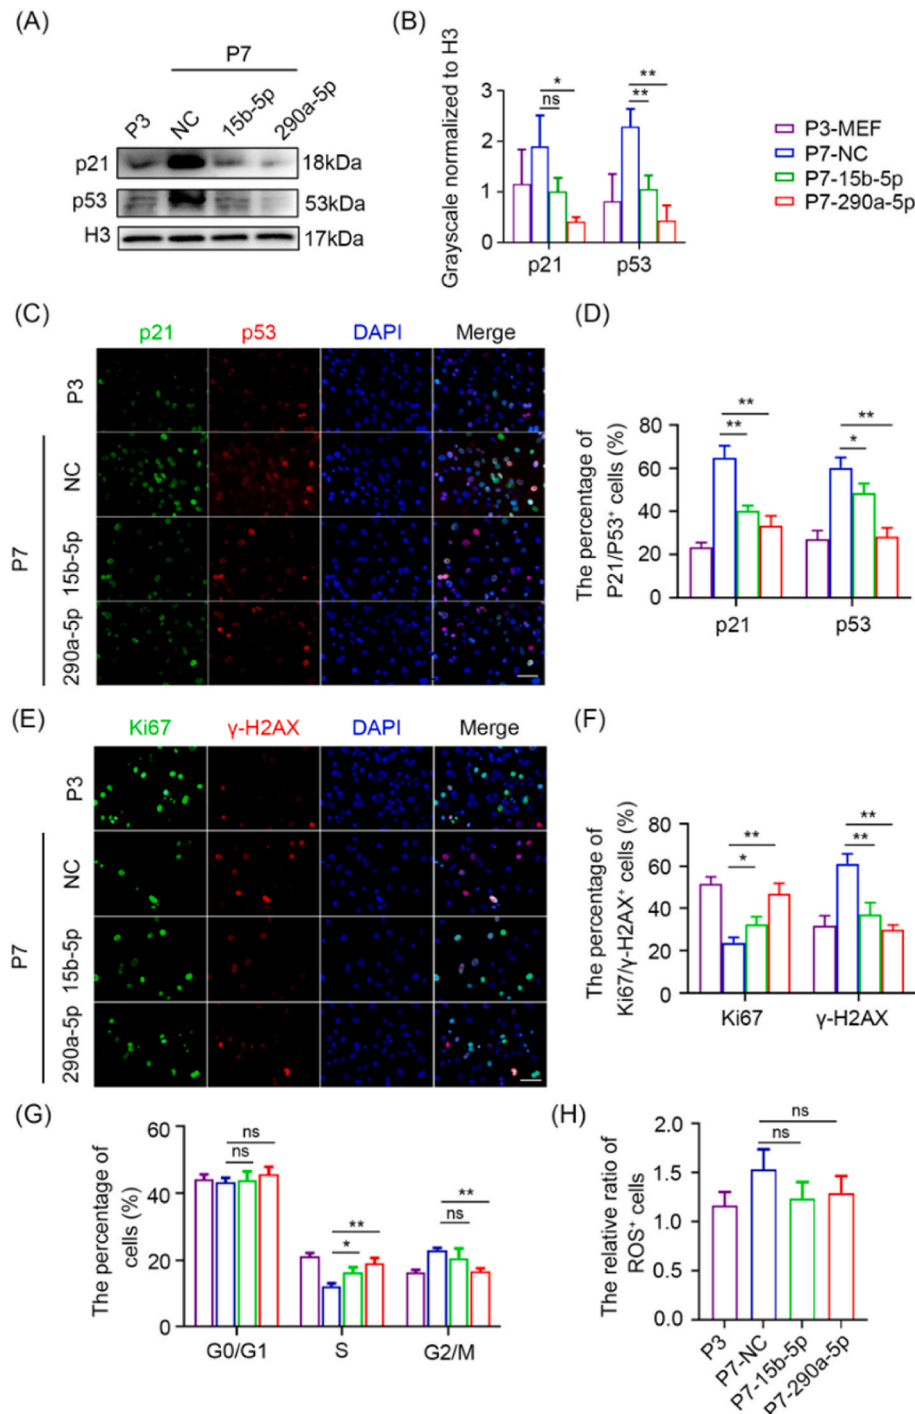 (A)
P7
P3
NC
15b-5p
290a-5p
p21
18kDa
p53
53kDa
H3
17kDa
(B)
Grayscale normalized to H3
3
2
1
0
*
ns
**
**
p21
p53
P3-MEF
P7-NC
P7-15b-5p
P7-290a-5p
(C)
p21
p53
DAPI
Merge
P3
P7
NC
15b-5p
290a-5p
(D)
The percentage of
P21/P53⁺ cells (%)
80
60
40
20
0
**
**
**
*
p21
p53
(E)
Ki67
γ-H2AX
DAPI
Merge
P3
P7
NC
15b-5p
290a-5p
(F)
The percentage of
Ki67/γ-H2AX⁺ cells (%)
80
60
40
20
0
**
*
**
**
Ki67
γ-H2AX
(G)
The percentage of
cells (%)
60
40
20
0
ns
ns
**
*
**
ns
G0/G1
S
G2/M
(H)
The relative ratio of
ROS⁺ cells
2.0
1.5
1.0
0.5
0.0
ns
ns
P3
P7-NC
P7-15b-5p
P7-290a-5p